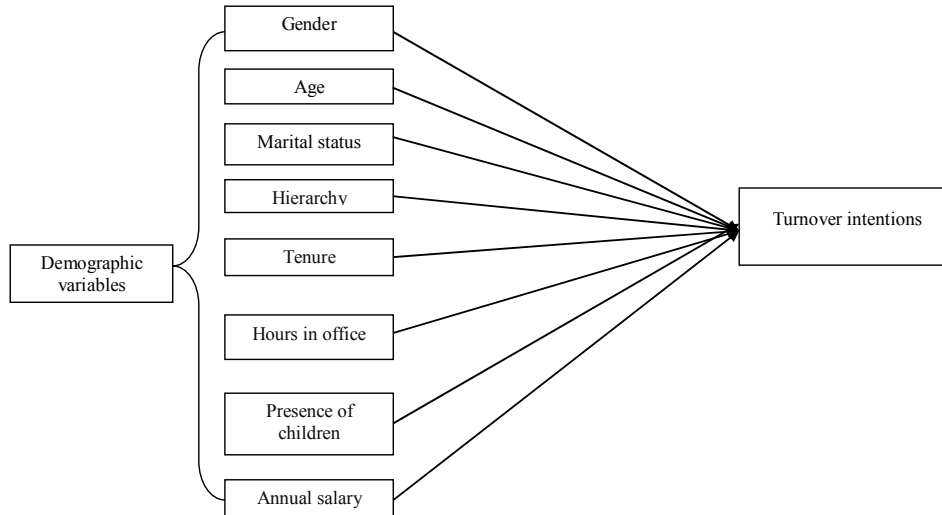 Gender
Age
Marital status
Hierarchy
Tenure
Demographic
variables
Hours in office
Presence of
children
Annual salary
Turnover intentions